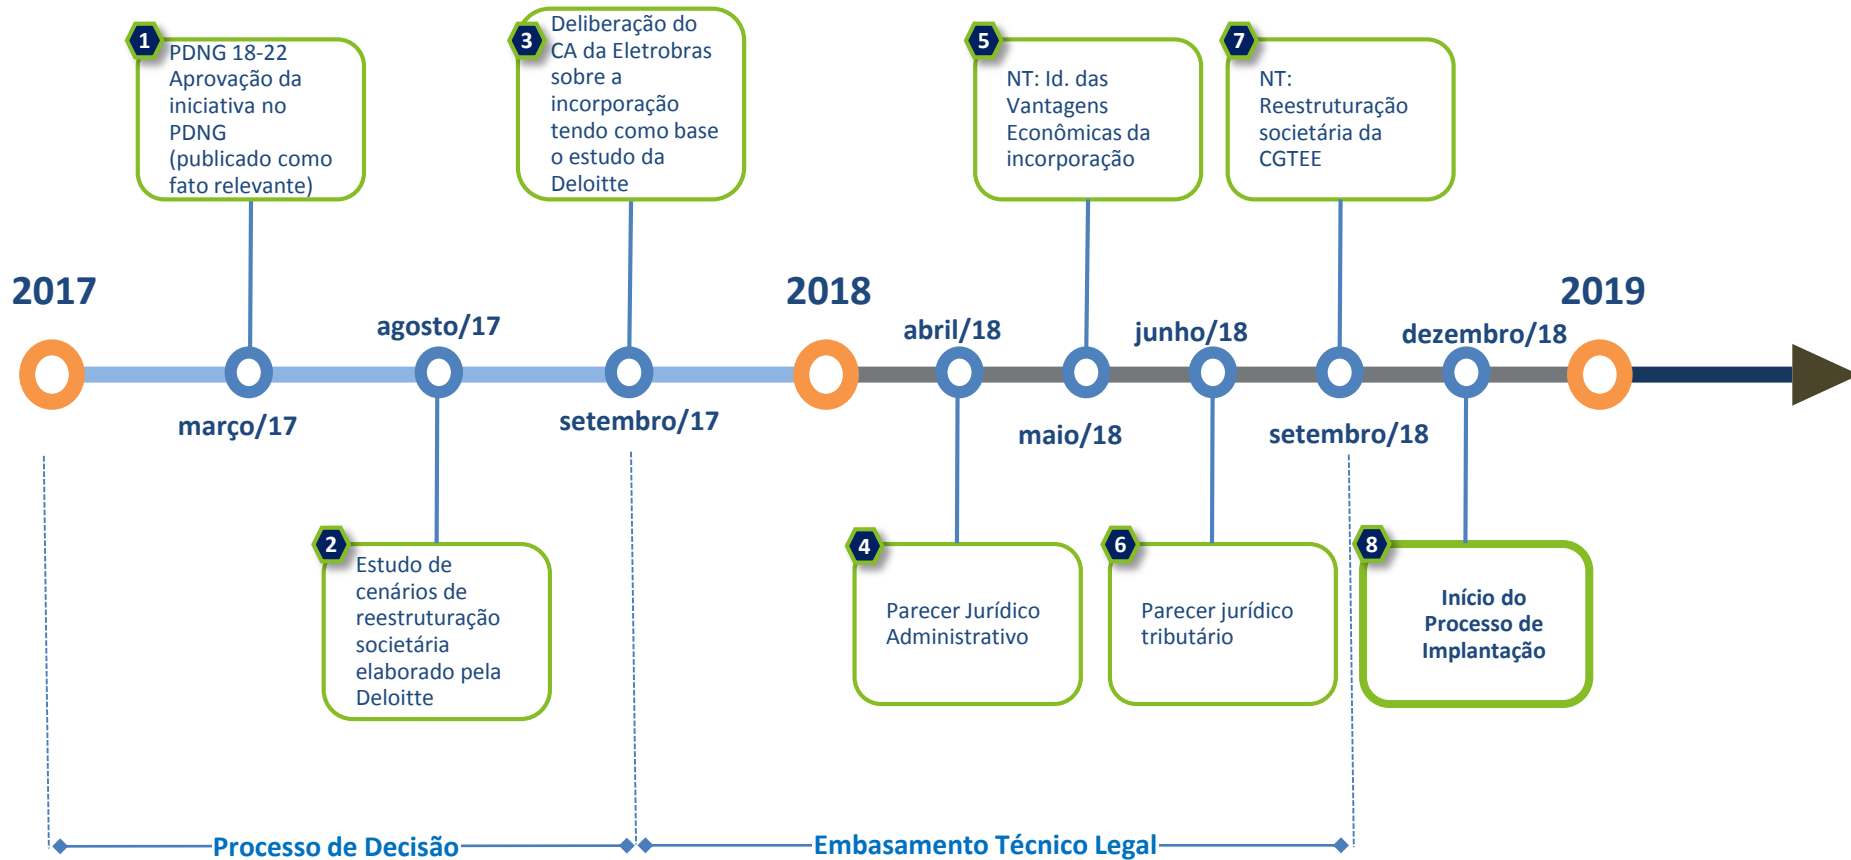 1
PDNG 18-22
Aprovação da
iniciativa no
PDNG
(publicado como
fato relevante)
3
Deliberação do
CA da Eletrobras
sobre a
incorporação
tendo como base
o estudo da
Deloitte
5
NT: Id. das
Vantagens
Econômicas da
incorporação
7
NT:
Reestruturação
societária da
CGTEE
2017
2018
2019
março/17
agosto/17
setembro/17
abril/18
maio/18
junho/18
setembro/18
dezembro/18
2
Estudo de
cenários de
reestruturação
societária
elaborado pela
Deloitte
4
Parecer Jurídico
Administrativo
6
Parecer jurídico
tributário
8
Início do
Processo de
Implantação
Processo de Decisão
Embasamento Técnico Legal